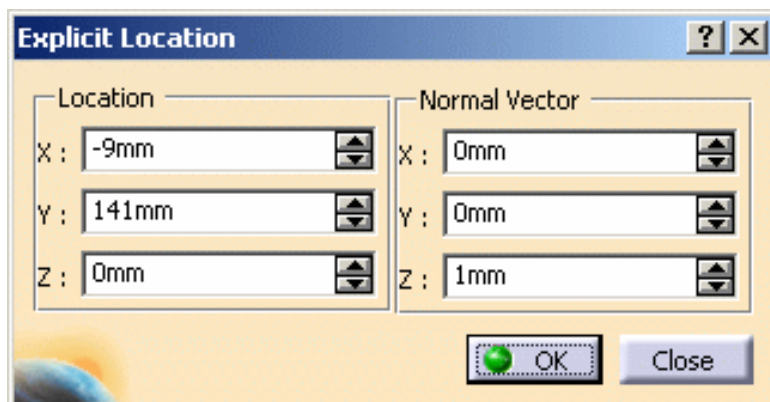 Explicit Location
Location
X : -9mm
Y : 141mm
Z : 0mm
Normal Vector
X : 0mm
Y : 0mm
Z : 1mm
OK
Close